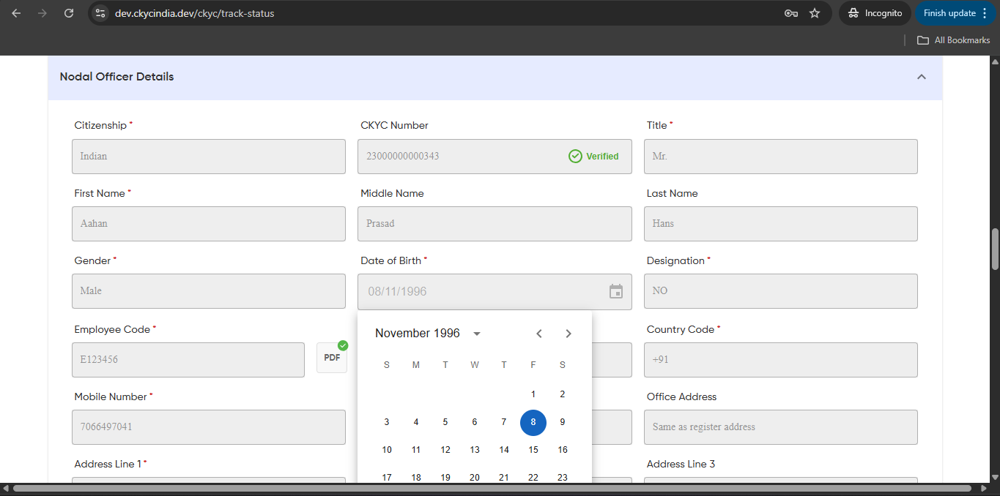 dev.ckycindia.dev/ckyc/track-status
Incognito
Finish update
All Bookmarks
Nodal Officer Details
Citizenship *
CKYC Number
Title *
Indian
23000000000343
Verified
Mr.
First Name *
Middle Name
Last Name
Aahan
Prasad
Hans
Gender *
Date of Birth *
Designation *
Male
08/11/1996
NO
Employee Code *
Country Code *
November 1996
E123456
PDF
+91
S M T W T F S
Mobile Number *
Office Address
1 2
7066497041
Same as register address
3 4 5 6 7 8 9
10 11 12 13 14 15 16
Address Line 1 *
Address Line 3
17 18 19 20 21 22 23